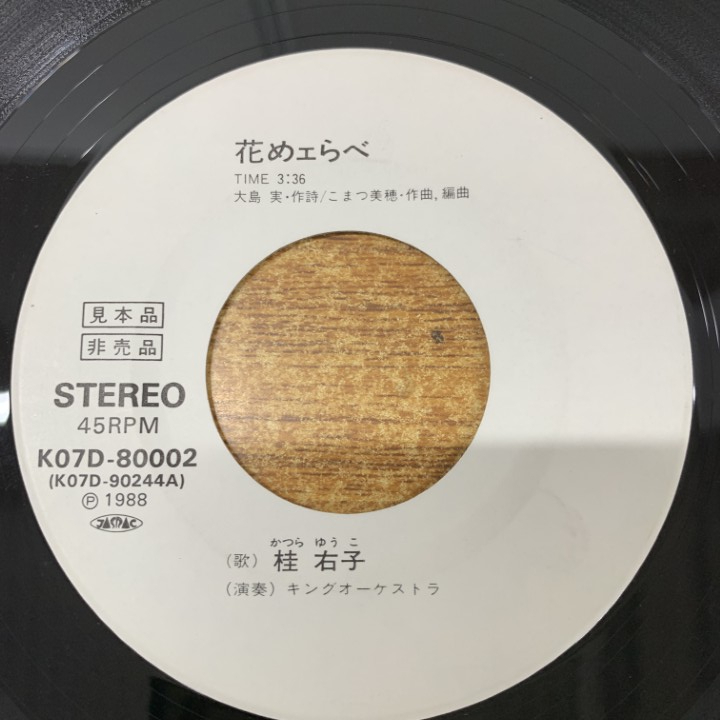 花めェらべ
TIME 3:36
大島 実・作詩/こまつ美穂・作曲,編曲
見本品
非売品
STEREO
45RPM
K07D-80002
(K07D-90244A)
Ⓟ 1988
JASRAC
かつら ゆう こ
(歌) 桂 右子
(演奏) キングオーケストラ